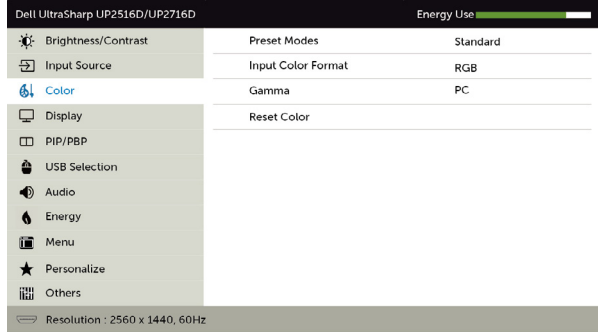 Dell UltraSharp UP2516D/UP2716D Energy Use
Brightness/Contrast Preset Modes Standard
Input Source Input Color Format RGB
Color Gamma PC
Display Reset Color
PIP/PBP
USB Selection
Audio
Energy
Menu
Personalize
Others
Resolution : 2560 x 1440, 60Hz